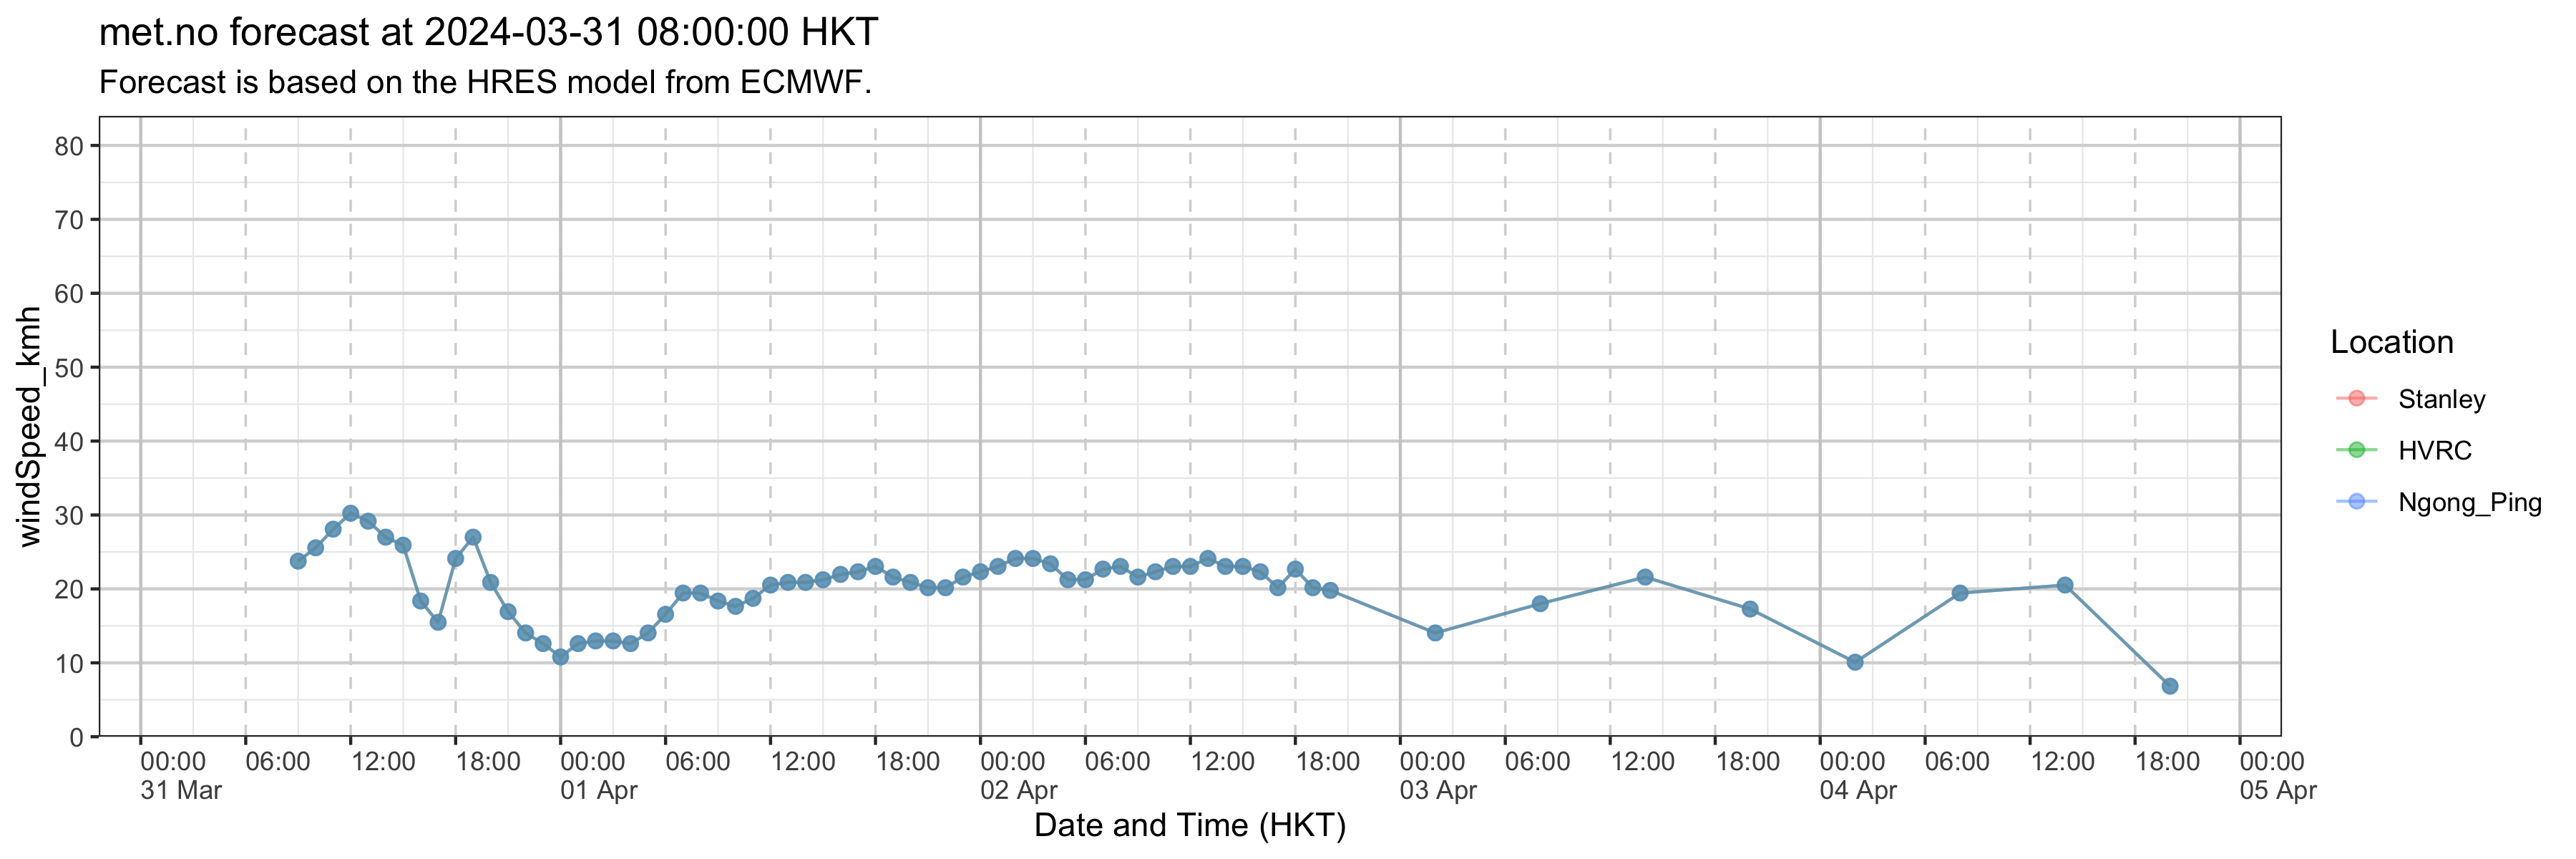 met.no forecast at 2024-03-31 08:00:00 HKT
Forecast is based on the HRES model from ECMWF.
windSpeed_kmh
80
70
60
50
40
30
20
10
0
00:00 06:00 12:00 18:00 00:00 06:00 12:00 18:00 00:00 06:00 12:00 18:00 00:00 06:00 12:00 18:00 00:00 06:00 12:00 18:00 00:00
31 Mar 01 Apr 02 Apr 03 Apr 04 Apr 05 Apr
Date and Time (HKT)
Location
Stanley
HVRC
Ngong_Ping